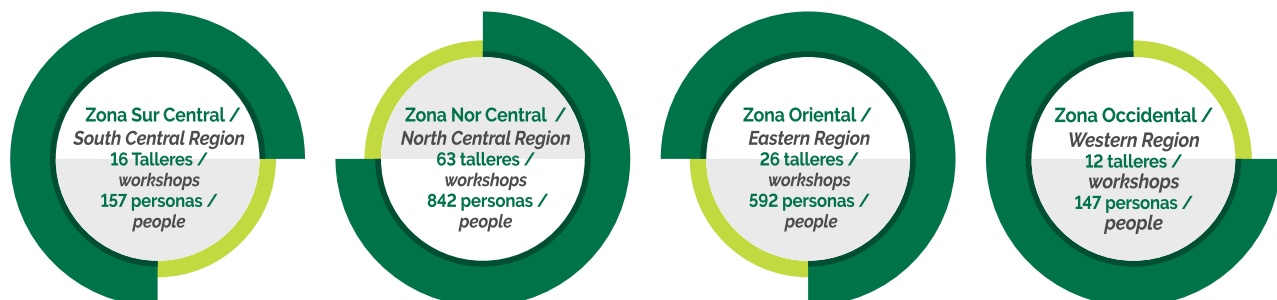 Zona Sur Central /
South Central Region
16 Talleres /
workshops
157 personas /
people
Zona Nor Central /
North Central Region
63 talleres /
workshops
842 personas /
people
Zona Oriental /
Eastern Region
26 talleres /
workshops
592 personas /
people
Zona Occidental /
Western Region
12 talleres /
workshops
147 personas /
people